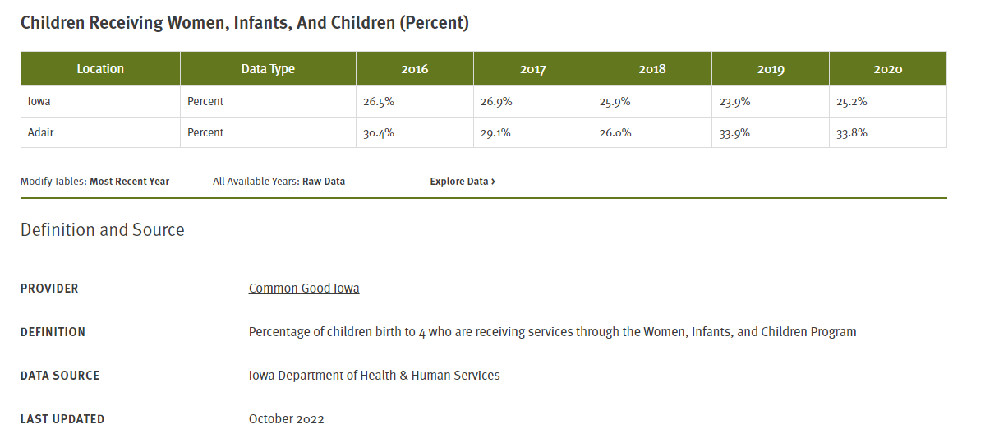 Children Receiving Women, Infants, And Children (Percent)
Location Data Type 2016 2017 2018 2019 2020
Iowa Percent 26.5% 26.9% 25.9% 23.9% 25.2%
Adair Percent 30.4% 29.1% 26.0% 33.9% 33.8%
Modify Tables: Most Recent Year All Available Years: Raw Data Explore Data >
Definition and Source
PROVIDER Common Good Iowa
DEFINITION Percentage of children birth to 4 who are receiving services through the Women, Infants, and Children Program
DATA SOURCE Iowa Department of Health & Human Services
LAST UPDATED October 2022